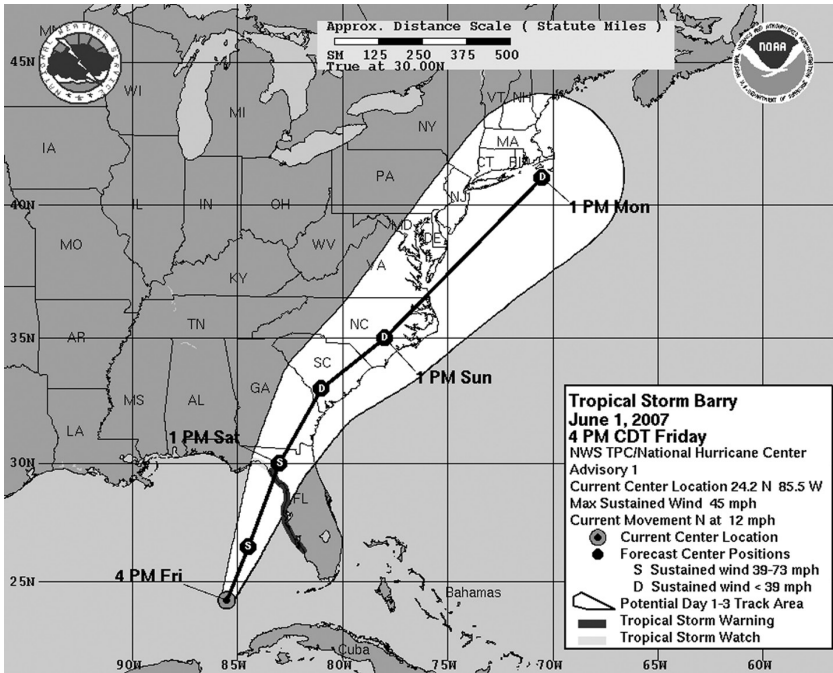 Approx. Distance Scale ( Statute Miles )
SM 125 250 375 500
True at 30.00N
NOAA
45N
WI
MI
VT
NH
NY
MA
IA
CT
RI
PA
NJ
D
1 PM Mon
40N
IL
IN
OH
MD
DE
MO
WV
VA
KY
35N
AR
TN
NC
D
SC
D
1 PM Sun
MS
AL
GA
LA
1 PM Sat
30N
S
FL
S
4 PM Fri
25N
Bahamas
Cuba
90W 85W 80W 75W 70W 65W 60W
Tropical Storm Barry
June 1, 2007
4 PM CDT Friday
NWS TPC/National Hurricane Center
Advisory 1
Current Center Location 24.2 N 85.5 W
Max Sustained Wind 45 mph
Current Movement N at 12 mph
Current Center Location
Forecast Center Positions
S Sustained wind 39-73 mph
D Sustained wind < 39 mph
Potential Day 1-3 Track Area
Tropical Storm Warning
Tropical Storm Watch